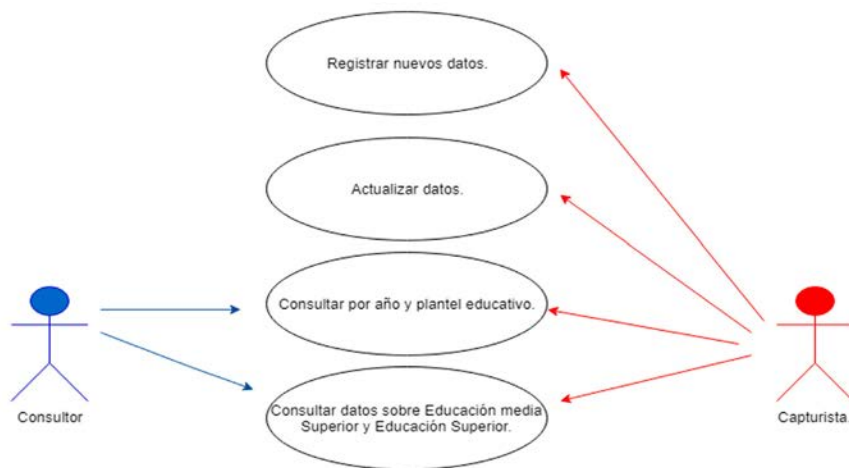 Registrar nuevos datos.
Actualizar datos.
Consultar por año y plantel educativo.
Consultar datos sobre Educación media
Superior y Educación Superior.
Consultor
Capturista.